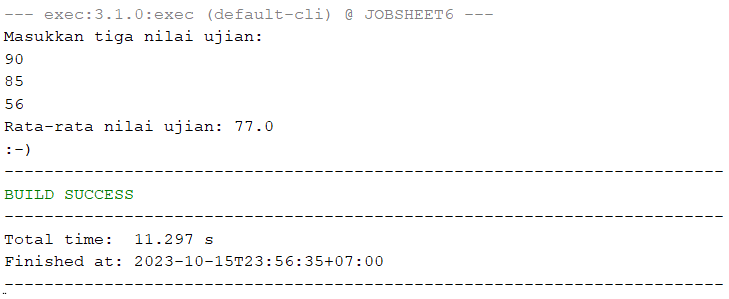 --- exec:3.1.0:exec (default-cli) @ JOBSHEET6 ---
Masukkan tiga nilai ujian:
90
85
56
Rata-rata nilai ujian: 77.0
:-)
------------------------------------------------------------------------
BUILD SUCCESS
------------------------------------------------------------------------
Total time:  11.297 s
Finished at: 2023-10-15T23:56:35+07:00
------------------------------------------------------------------------